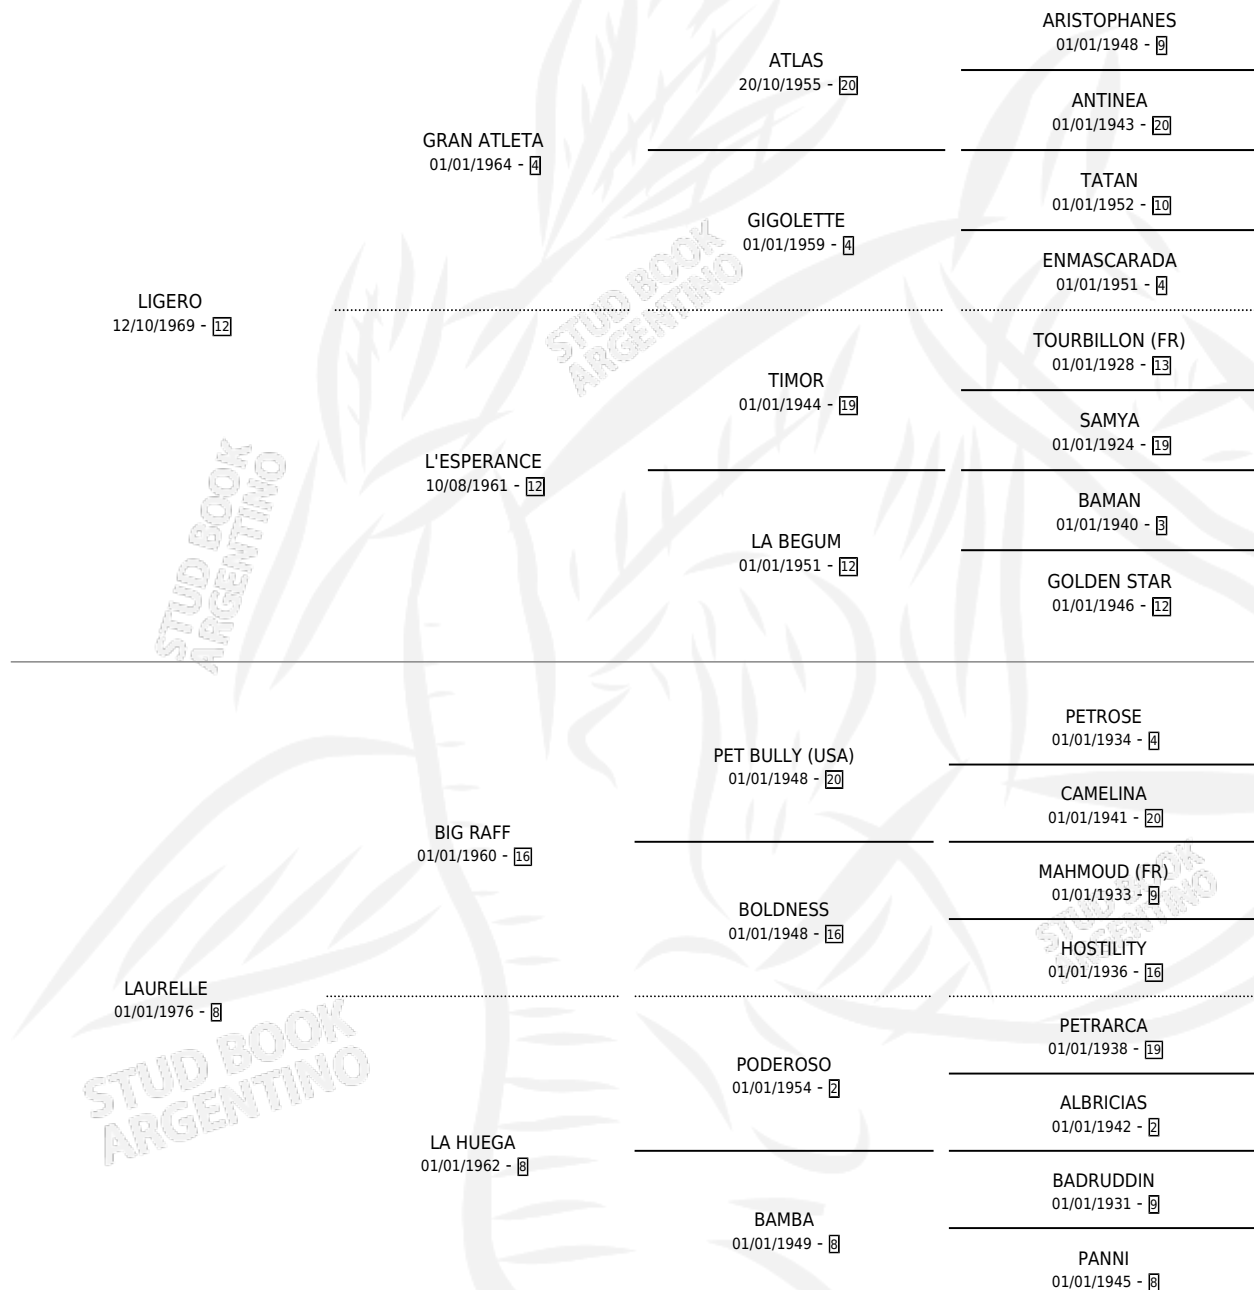 ARISTOPHANES
01/01/1948 - 9
ATLAS
20/10/1955 - 20
ANTINEA
01/01/1943 - 20
GRAN ATLETA
01/01/1964 - 4
TATAN
01/01/1952 - 10
GIGOLETTE
01/01/1959 - 4
ENMASCARADA
01/01/1951 - 4
LIGERO
12/10/1969 - 12
TOURBILLON (FR)
01/01/1928 - 13
TIMOR
01/01/1944 - 19
SAMYA
01/01/1924 - 19
L'ESPERANCE
10/08/1961 - 12
BAMAN
01/01/1940 - 3
LA BEGUM
01/01/1951 - 12
GOLDEN STAR
01/01/1946 - 12
STUD BOOK
ARGENTINO
STUD BOOK
ARGENTINO
PETROSE
01/01/1934 - 4
PET BULLY (USA)
01/01/1948 - 20
CAMELINA
01/01/1941 - 20
BIG RAFF
01/01/1960 - 16
MAHMOUD (FR)
01/01/1933 - 9
BOLDNESS
01/01/1948 - 16
HOSTILITY
01/01/1936 - 16
LAURELLE
01/01/1976 - 8
PETRARCA
01/01/1938 - 19
PODEROSO
01/01/1954 - 2
ALBRICIAS
01/01/1942 - 2
LA HUEGA
01/01/1962 - 8
BADRUDDIN
01/01/1931 - 9
BAMBA
01/01/1949 - 8
PANNI
01/01/1945 - 8
STUD BOOK
ARGENTINO
STUD BOOK
ARGENTINO